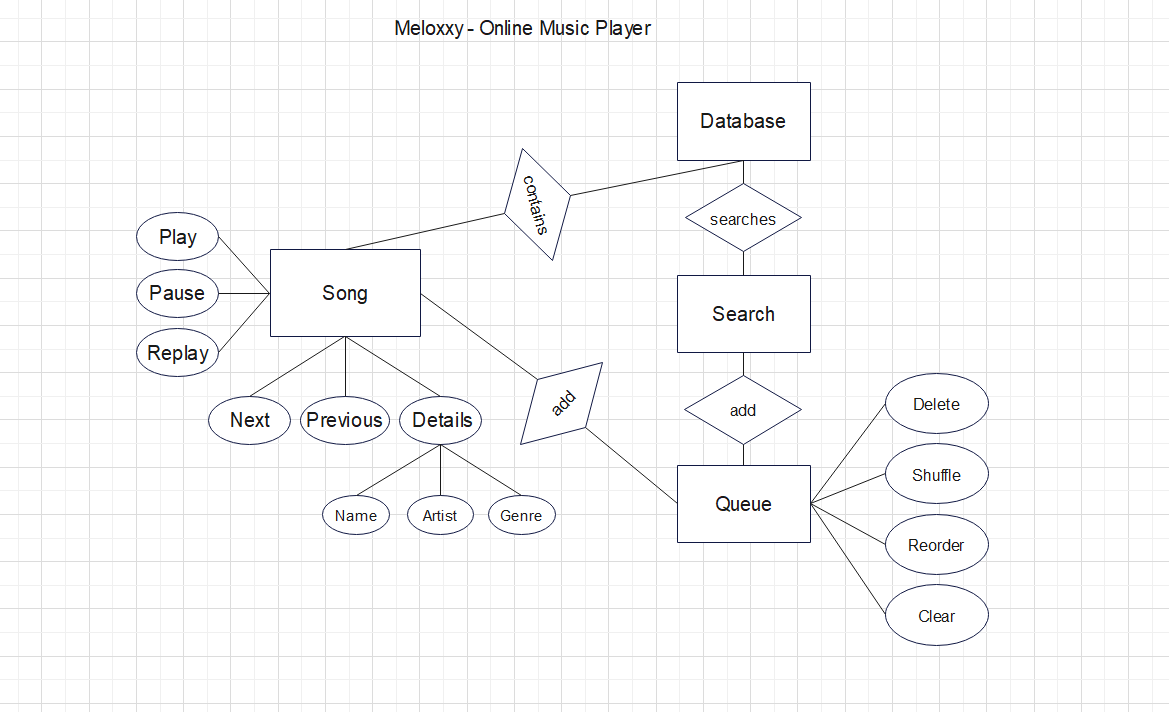 Meloxxy - Online Music Player
Database
contains
searches
Play
Pause
Song
Search
Replay
add
add
Next
Previous
Details
Delete
Shuffle
Name
Artist
Genre
Queue
Reorder
Clear